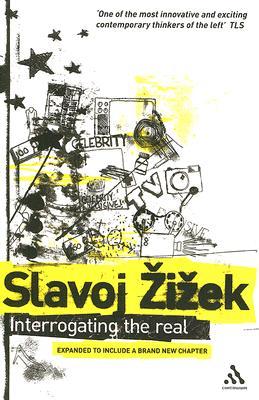 'One of the most innovative and exciting
contemporary thinkers of the left' TLS
100 CELEBRITY
TV
Slavoj Žižek
Interrogating the real
EXPANDED TO INCLUDE A BRAND NEW CHAPTER
continuum